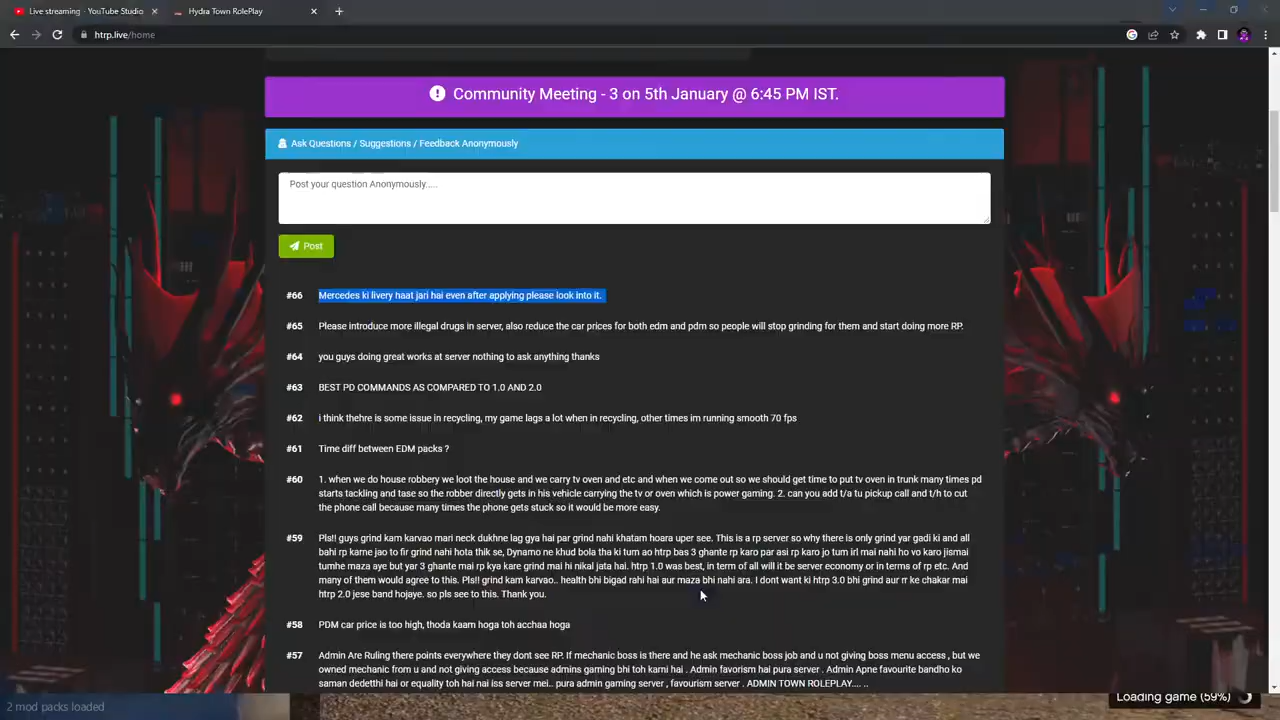 Live streaming - YouTube Studio
Hydra Town RolePlay
htrp.live/home
Community Meeting - 3 on 5th January @ 6:45 PM IST.
Ask Questions / Suggestions / Feedback Anonymously
Post your question Anonymously.....
Post
#66 Mercedes ki livery haat jari hai even after applying please look into it.
#65 Please introduce more illegal drugs in server, also reduce the car prices for both edm and pdm so people will stop grinding for them and start doing more RP.
#64 you guys doing great works at server nothing to ask anything thanks
#63 BEST PD COMMANDS AS COMPARED TO 1.0 AND 2.0
#62 i think thehre is some issue in recycling, my game lags a lot when in recycling, other times im running smooth 70 fps
#61 Time diff between EDM packs ?
#60 1. when we do house robbery we loot the house and we carry tv oven and etc and when we come out so we should get time to put tv oven in trunk many times pd
starts tackling and tase so the robber directly gets in his vehicle carrying the tv or oven which is power gaming. 2. can you add t/a tu pickup call and t/h to cut
the phone call because many times the phone gets stuck so it would be more easy.
#59 Pls!! guys grind kam karvao mari neck dukhne lag gya hai par grind nahi khatam hoara uper see. This is a rp server so why there is only grind yar gadi ki and all
bahi rp karne jao to fir grind nahi hota thik se, Dynamo ne khud bola tha ki tum ao htrp bas 3 ghante rp karo par asi rp karo jo tum irl mai nahi ho vo karo jismai
tumhe maza aye but yar 3 ghante mai rp kya kare grind mai hi nikal jata hai. htrp 1.0 was best, in term of all will it be server economy or in terms of rp etc. And
many of them would agree to this. Pls!! grind kam karvao.. health bhi bigad rahi hai aur maza bhi nahi ara. I dont want ki htrp 3.0 bhi grind aur rr ke chakar mai
htrp 2.0 jese band hojaye. so pls see to this. Thank you.
#58 PDM car price is too high, thoda kaam hoga toh acchaa hoga
#57 Admin Are Ruling there points everywhere they dont see RP. If mechanic boss is there and he ask mechanic boss job and u not giving boss menu access , but we
owned mechanic from u and not giving access because admins gaming bhi toh karni hai . Admin favorism hai pura server . Admin Apne favourite bandho ko
saman dedetthi hai or equality toh hai nai iss server mei.. pura admin gaming server , favourism server . ADMIN TOWN ROLEPLAY.... ..
2 mod packs loaded
Loading game (59%)